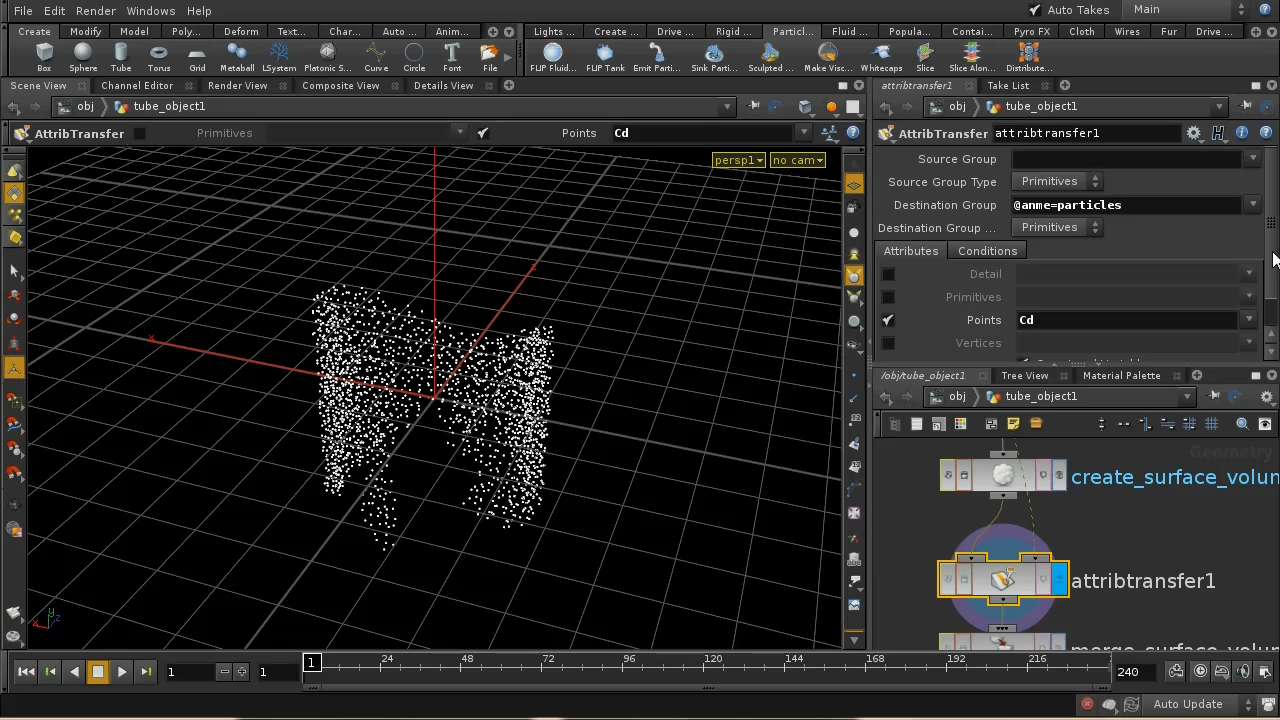 File Edit Render Windows Help Auto Takes Main
Create Modify Model Poly... Deform Text... Char... Auto ... Anim... Lights ... Create ... Drive ... Rigid ... Particl... Fluid ... Popula... Contai... Pyro FX Cloth Wires Fur Drive ...
Box Sphere Tube Torus Grid Metaball LSystem Platonic S... Curve Circle Font File FLIP Fluid... FLIP Tank Emit Parti... Sink Parti... Sculpted ... Make Visc... Whitecaps Slice Slice Alon... Distribute...
Scene View Channel Editor Render View Composite View Details View
obj tube_object1
AttribTransfer Primitives Points Cd
persp1 no cam
x
z
x y z
attribtransfer1 Take List
obj tube_object1
AttribTransfer attribtransfer1
Source Group
Source Group Type Primitives
Destination Group @anme=particles
Destination Group ... Primitives
Attributes Conditions
Detail
Primitives
Points Cd
Vertices
/obj/tube_object1 Tree View Material Palette
obj tube_object1
Geometry
create_surface_volum
attribtransfer1
merge_surface_volu
1 1 1 24 48 72 96 120 144 168 192 216 240
Auto Update